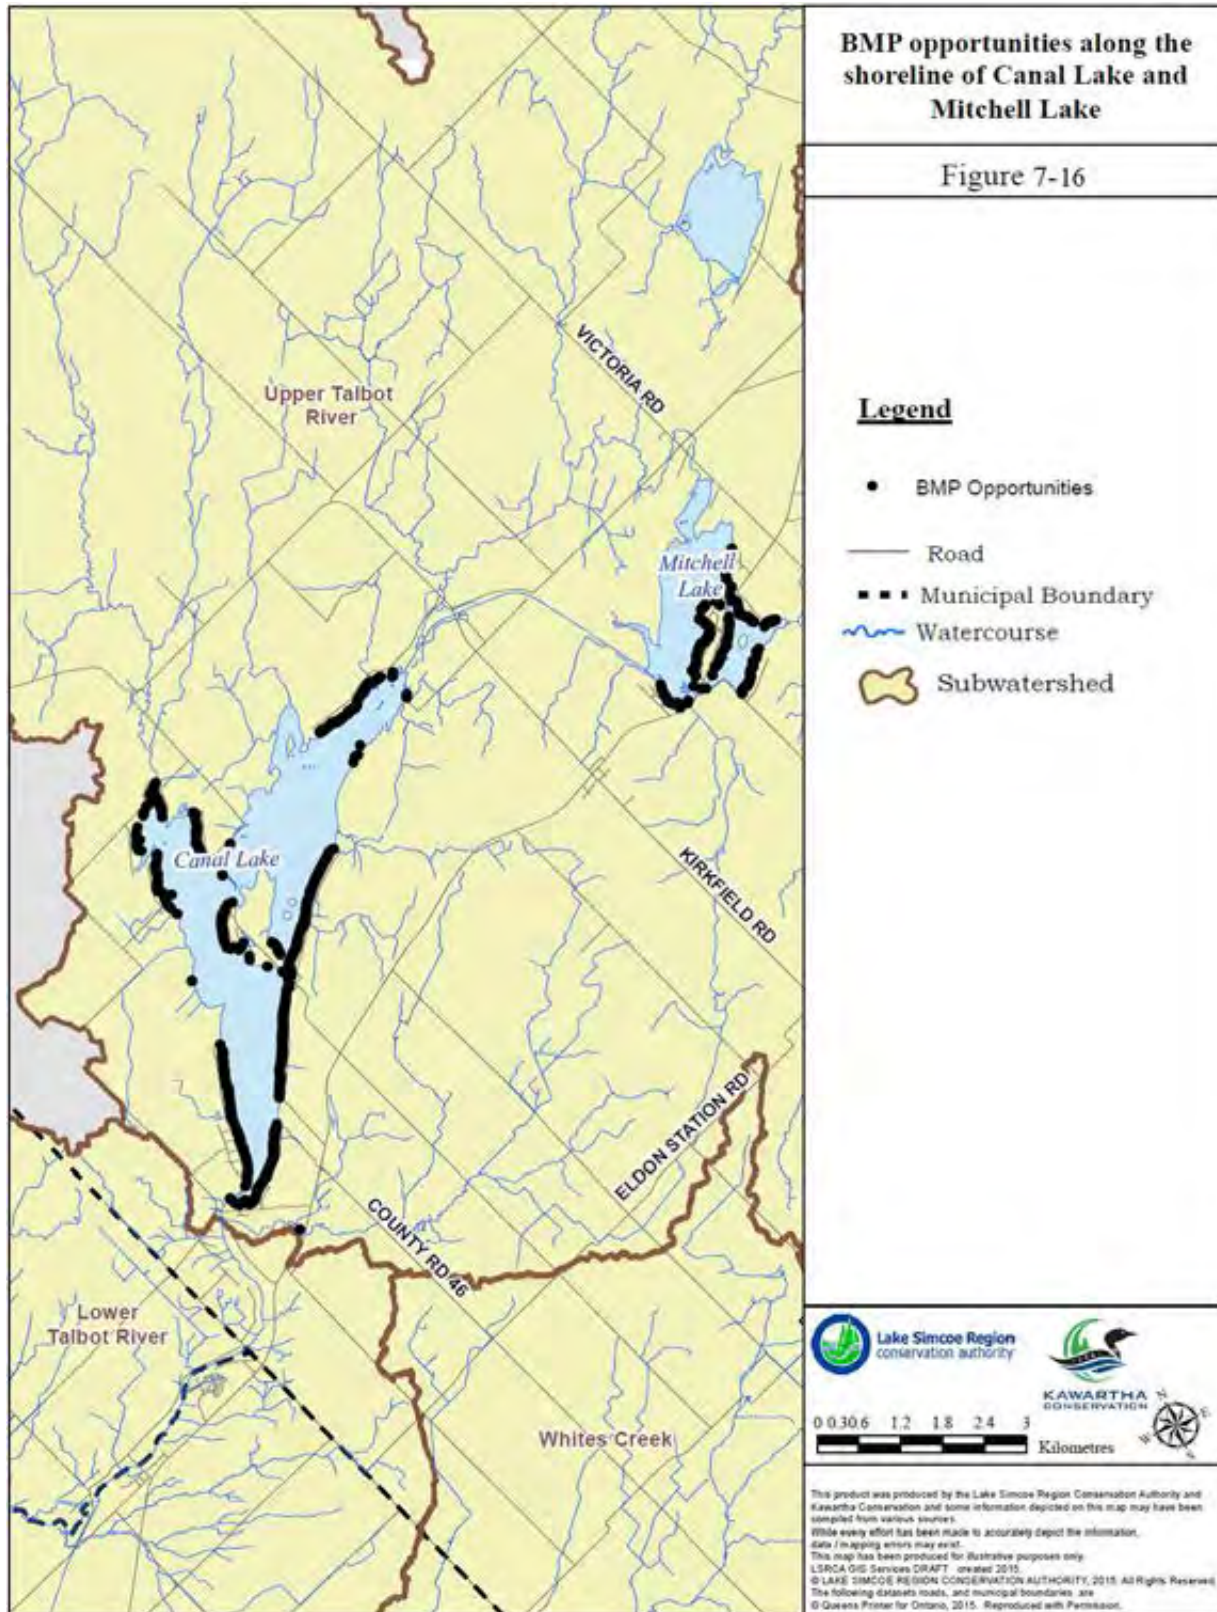 BMP opportunities along the
shoreline of Canal Lake and
Mitchell Lake
Figure 7-16
Legend
BMP Opportunities
Road
Municipal Boundary
Watercourse
Subwatershed
Upper Talbot
River
VICTORIA RD
Mitchell
Lake
Canal Lake
KIRKFIELD RD
ELDON STATION RD
COUNTY RD 46
Lower
Talbot River
Whites Creek
Lake Simcoe Region
conservation authority
KAWARTHA
CONSERVATION
N
E
S
W
0 0.30.6 1.2 1.8 2.4 3
Kilometres
This product was produced by the Lake Simcoe Region Conservation Authority and
Kawartha Conservation and some information depicted on this map may have been
compiled from various sources.
While every effort has been made to accurately depict the information,
data / mapping errors may exist.
This map has been produced for illustrative purposes only.
LSRCA GIS Services DRAFT created 2015.
© LAKE SIMCOE REGION CONSERVATION AUTHORITY, 2015. All Rights Reserved.
The following datasets roads, and municipal boundaries are
© Queens Printer for Ontario, 2015. Reproduced with Permission.